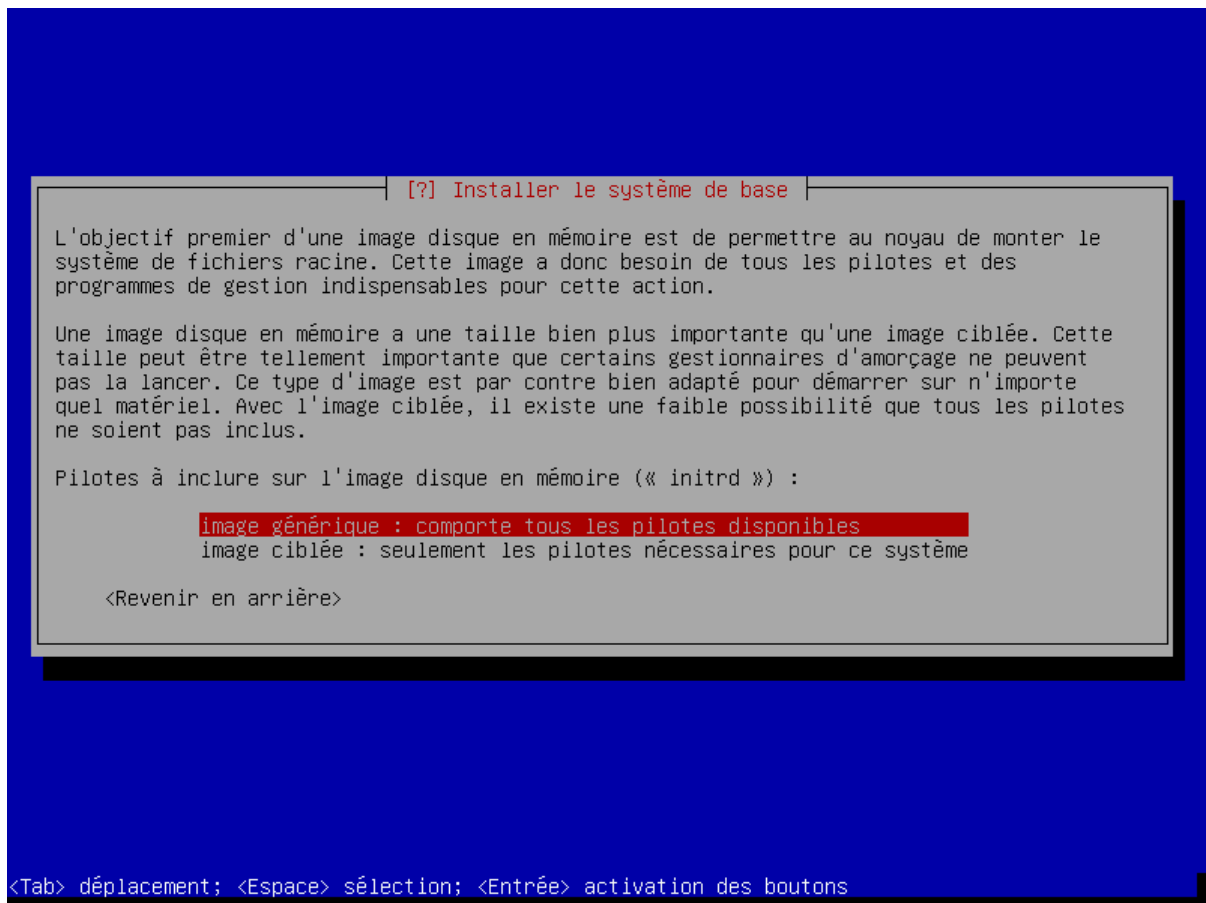 [?] Installer le système de base
L'objectif premier d'une image disque en mémoire est de permettre au noyau de monter le
système de fichiers racine. Cette image a donc besoin de tous les pilotes et des
programmes de gestion indispensables pour cette action.
Une image disque en mémoire a une taille bien plus importante qu'une image ciblée. Cette
taille peut être tellement importante que certains gestionnaires d'amorçage ne peuvent
pas la lancer. Ce type d'image est par contre bien adapté pour démarrer sur n'importe
quel matériel. Avec l'image ciblée, il existe une faible possibilité que tous les pilotes
ne soient pas inclus.
Pilotes à inclure sur l'image disque en mémoire (« initrd ») :
image générique : comporte tous les pilotes disponibles
image ciblée : seulement les pilotes nécessaires pour ce système
<Revenir en arrière>
<Tab> déplacement; <Espace> sélection; <Entrée> activation des boutons